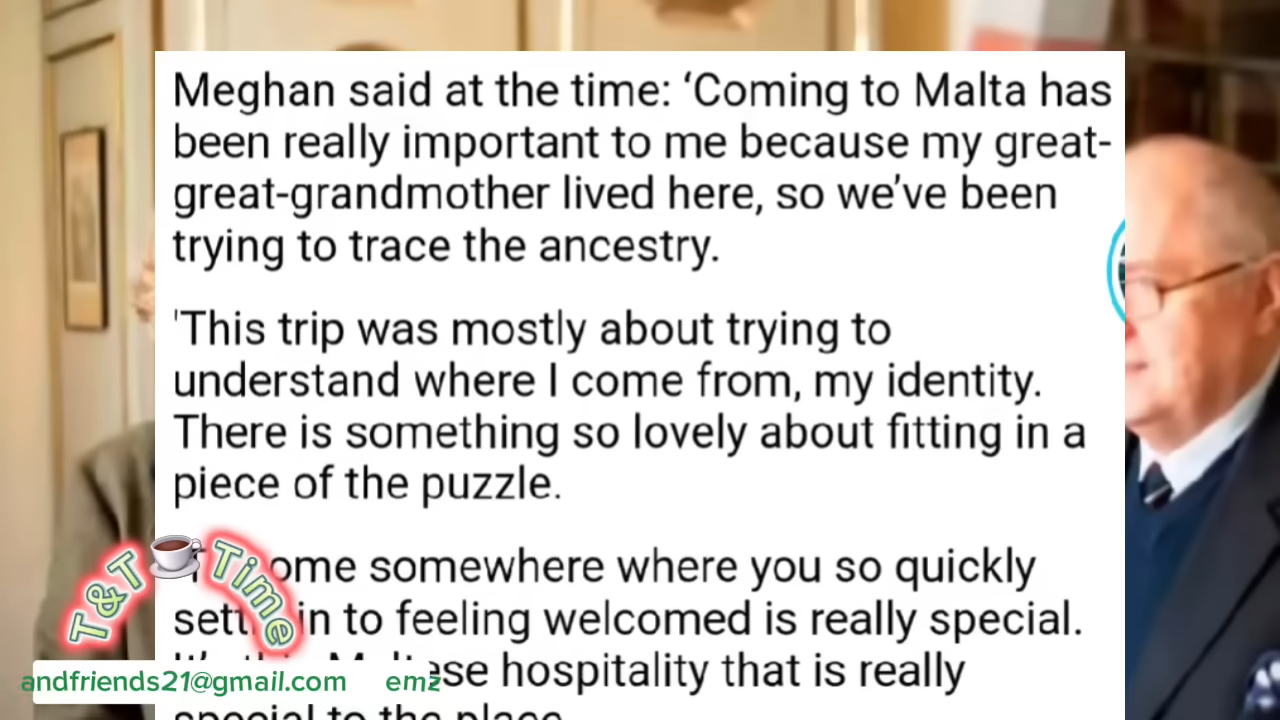 Meghan said at the time: ‘Coming to Malta has
been really important to me because my great-
great-grandmother lived here, so we’ve been
trying to trace the ancestry.
'This trip was mostly about trying to
understand where I come from, my identity.
There is something so lovely about fitting in a
piece of the puzzle.
somewhere where you so quickly
in to feeling welcomed is really special.
hospitality that is really
special to the place
T&T Time
andfriends21@gmail.com emz